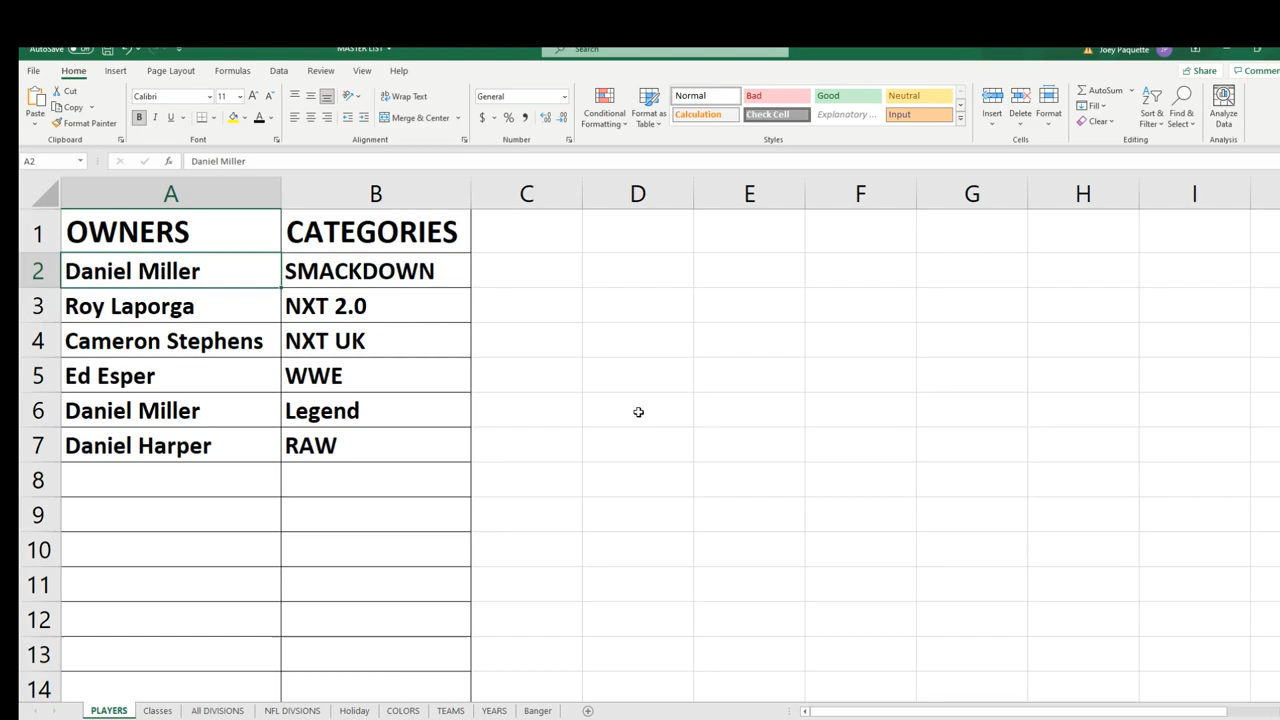 AutoSave Off MASTER LIST Search Joey Paquette JP
File Home Insert Page Layout Formulas Data Review View Help Share Commen
Paste Cut Copy Format Painter Calibri 11 Wrap Text Merge & Center General Conditional Formatting Format as Table Normal Bad Good Neutral Calculation Check Cell Explanatory ... Input Insert Delete Format AutoSum Fill Clear Sort & Filter Find & Select Analyze Data
Clipboard Font Alignment Number Styles Cells Editing Analysis
A2 fx Daniel Miller
A B C D E F G H I
1 OWNERS CATEGORIES
2 Daniel Miller SMACKDOWN
3 Roy Laporga NXT 2.0
4 Cameron Stephens NXT UK
5 Ed Esper WWE
6 Daniel Miller Legend
7 Daniel Harper RAW
8
9
10
11
12
13
14
PLAYERS Classes All DIVISIONS NFL DIVSIONS Holiday COLORS TEAMS YEARS Banger